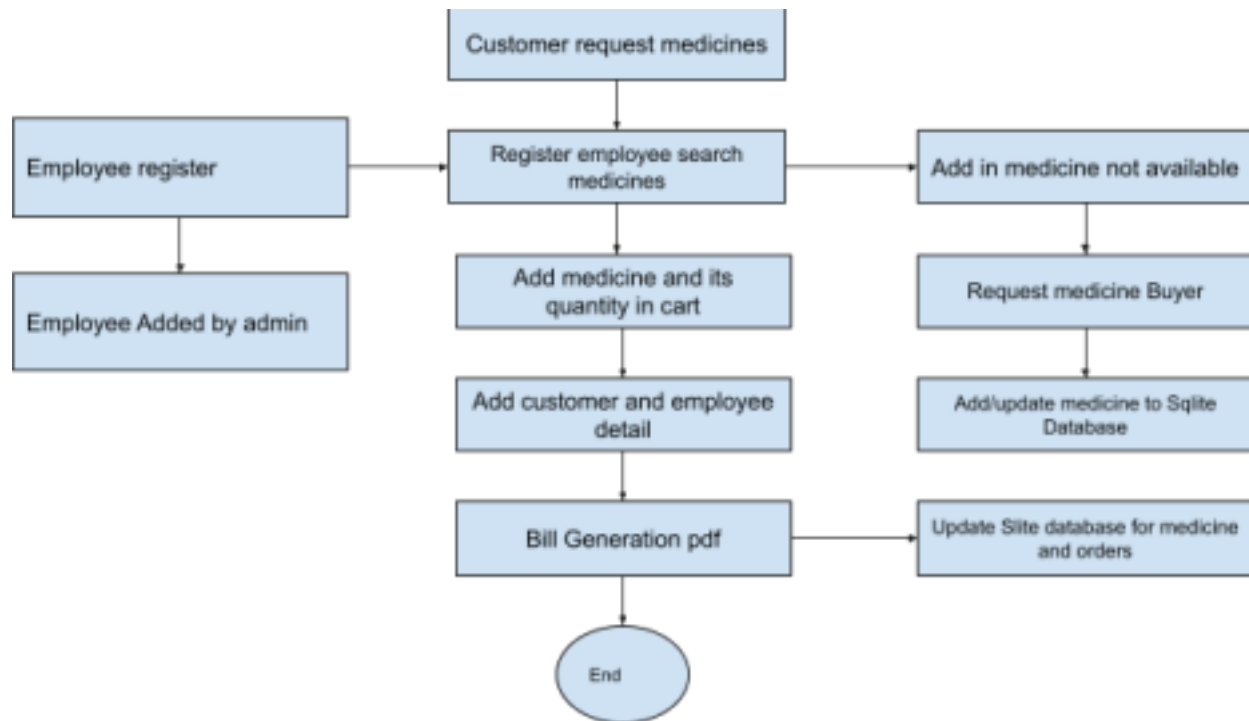 Customer request medicines
Employee register
Register employee search
medicines
Add in medicine not available
Add medicine and its
quantity in cart
Request medicine Buyer
Employee Added by admin
Add customer and employee
detail
Add/update medicine to Sqlite
Database
Bill Generation pdf
Update Slite database for medicine
and orders
End